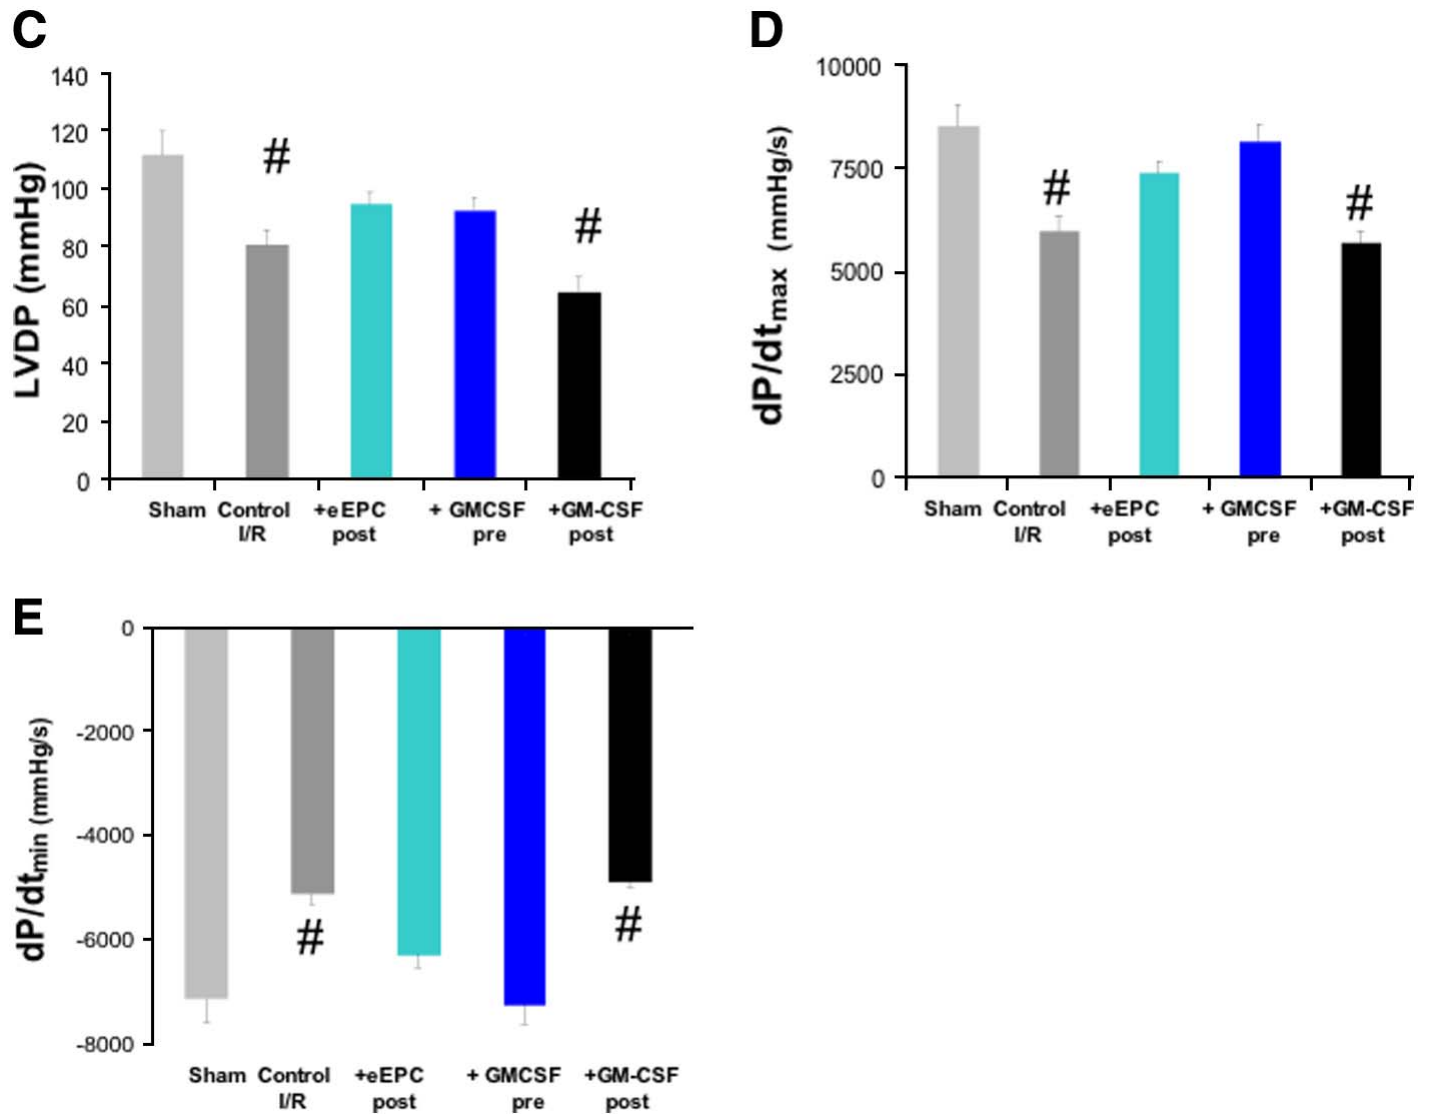 C
140
120
100
80
60
40
20
0
LVDP (mmHg)
#
#
Sham Control +eEPC + GMCSF +GM-CSF
I/R post pre post
D
10000
7500
5000
2500
0
dP/dtmax (mmHg/s)
#
#
Sham Control +eEPC + GMCSF +GM-CSF
I/R post pre post
E
0
-2000
-4000
-6000
-8000
dP/dtmin (mmHg/s)
#
#
Sham Control +eEPC + GMCSF +GM-CSF
I/R post pre post